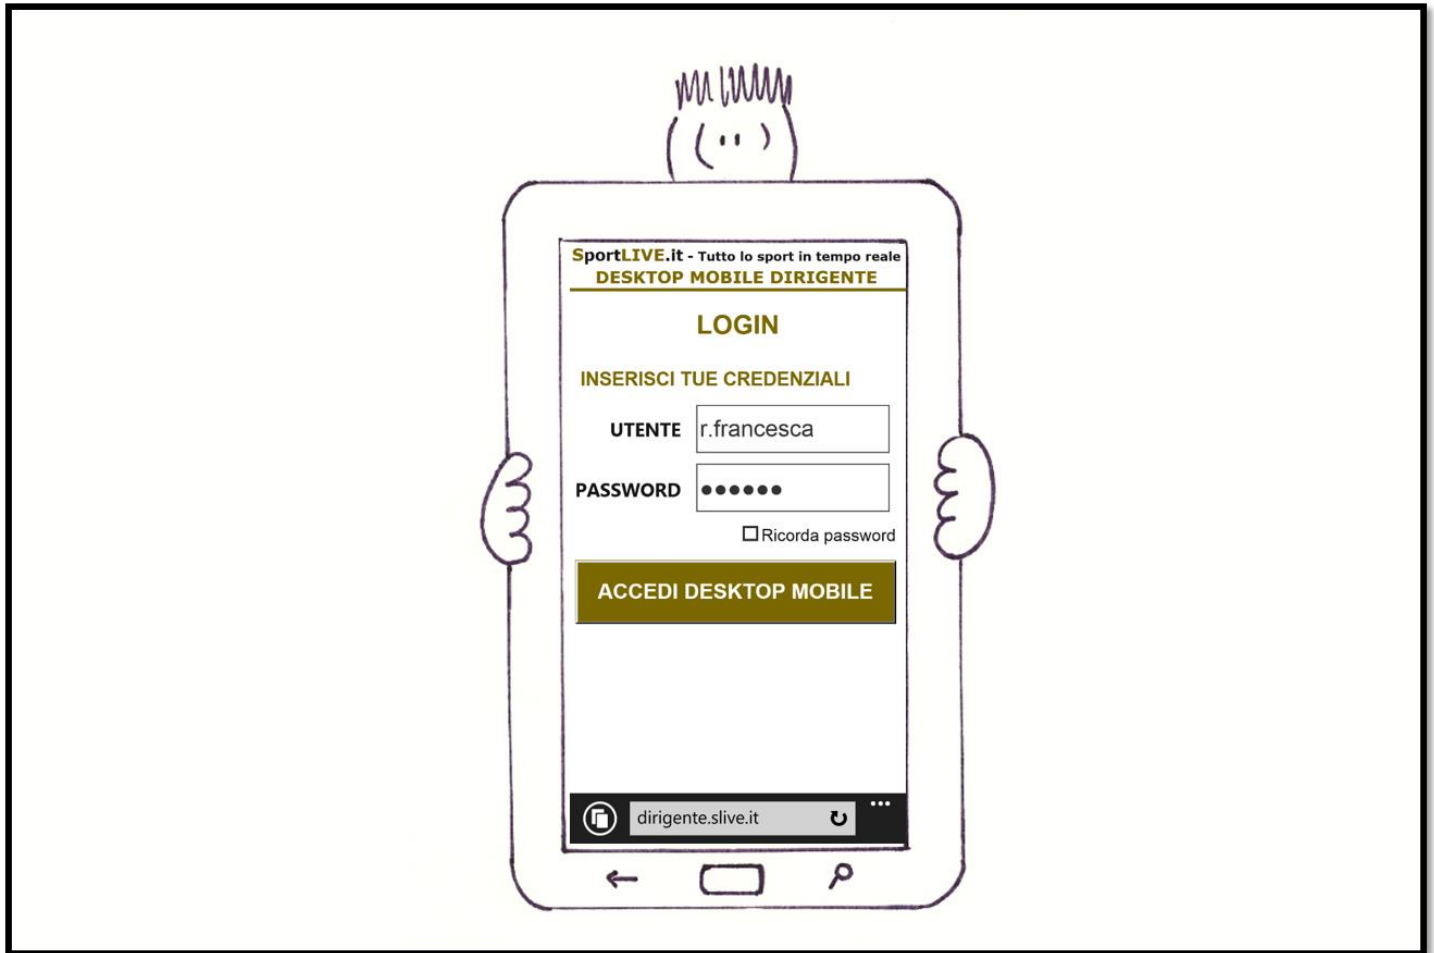 SportLIVE.it - Tutto lo sport in tempo reale
DESKTOP MOBILE DIRIGENTE
LOGIN
INSERISCI TUE CREDENZIALI
UTENTE r.francesca
PASSWORD ••••••
Ricorda password
ACCEDI DESKTOP MOBILE
dirigente.slive.it